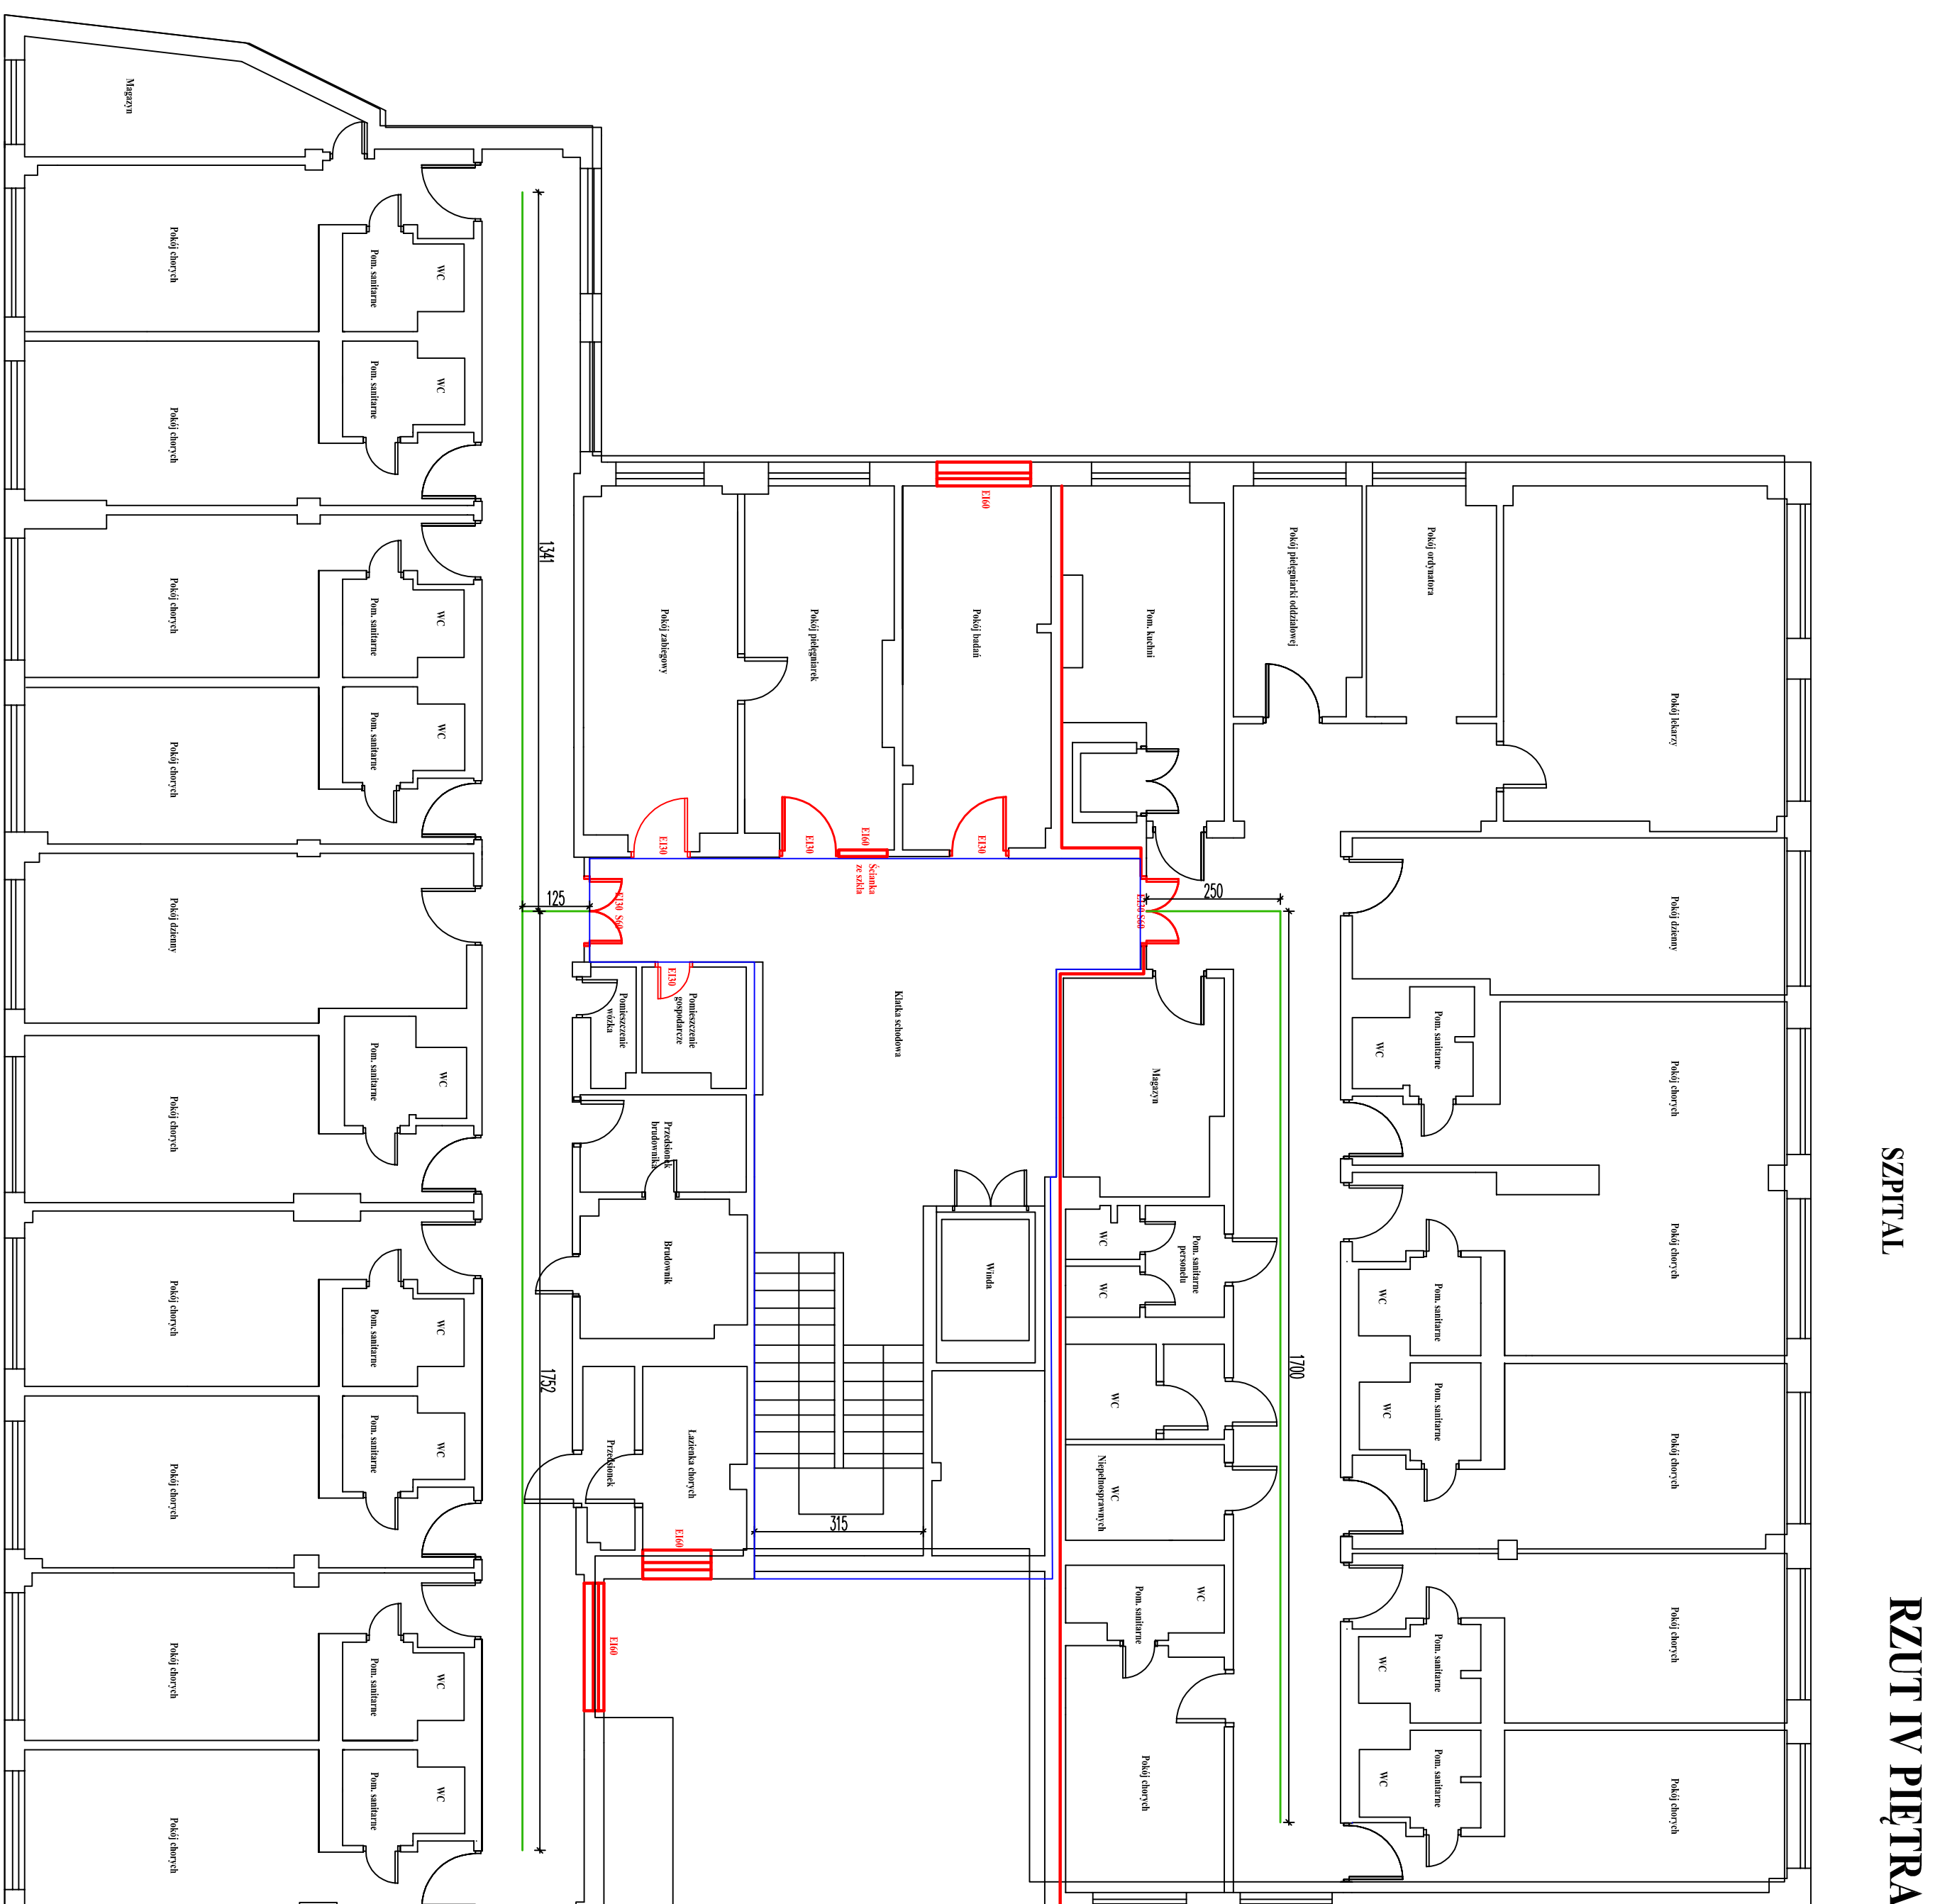 SZPITAL
RZUT IV PIĘTRA
Pokój lekarzy
Pokój dzienny
Pokój chorych
Pokój chorych
Pokój chorych
Pokój chorych
Pokój chorych
Pokój ordynatora
Pom. sanitarne
WC
Pom. sanitarne
WC
Pom. sanitarne
WC
Pom. sanitarne
WC
Pom. sanitarne
WC
Pokój pielęgniarki oddziałowej
1700
250
Pom. kuchni
EI30 S60
Magazyn
Pom. sanitarne
personelu
WC
WC
WC
WC
Niepełnosprawnych
WC
Pom. sanitarne
Pokój chorych
EI60
Pokój badań
EI30
Winda
Klatka schodowa
Ścianka
ze szkła
EI60
Pokój pielęgniarek
EI30
315
Pokój zabiegowy
EI30
EI30
Pomieszczenie
gospodarcze
Pomieszczenie
wózka
EI30 S60
Przedsionek
brudownika
Brudownik
Łazienka chorych
Przedsionek
EI60
EI60
1341
125
1752
WC
Pom. sanitarne
WC
Pom. sanitarne
WC
Pom. sanitarne
WC
Pom. sanitarne
WC
Pom. sanitarne
WC
Pom. sanitarne
WC
Pom. sanitarne
WC
Pom. sanitarne
WC
Pom. sanitarne
Magazyn
Pokój chorych
Pokój chorych
Pokój chorych
Pokój chorych
Pokój dzienny
Pokój chorych
Pokój chorych
Pokój chorych
Pokój chorych
Pokój chorych